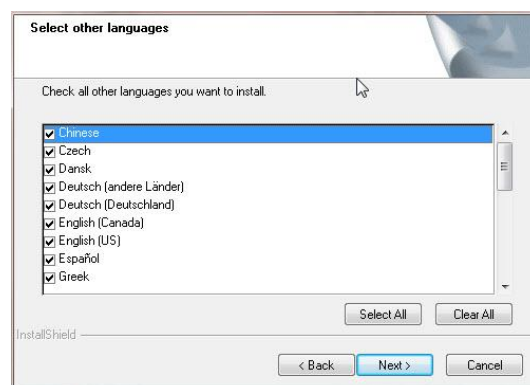 Select other languages
Check all other languages you want to install.
Chinese
Czech
Dansk
Deutsch (andere Länder)
Deutsch (Deutschland)
English (Canada)
English (US)
Español
Greek
Select All Clear All
InstallShield
< Back Next > Cancel